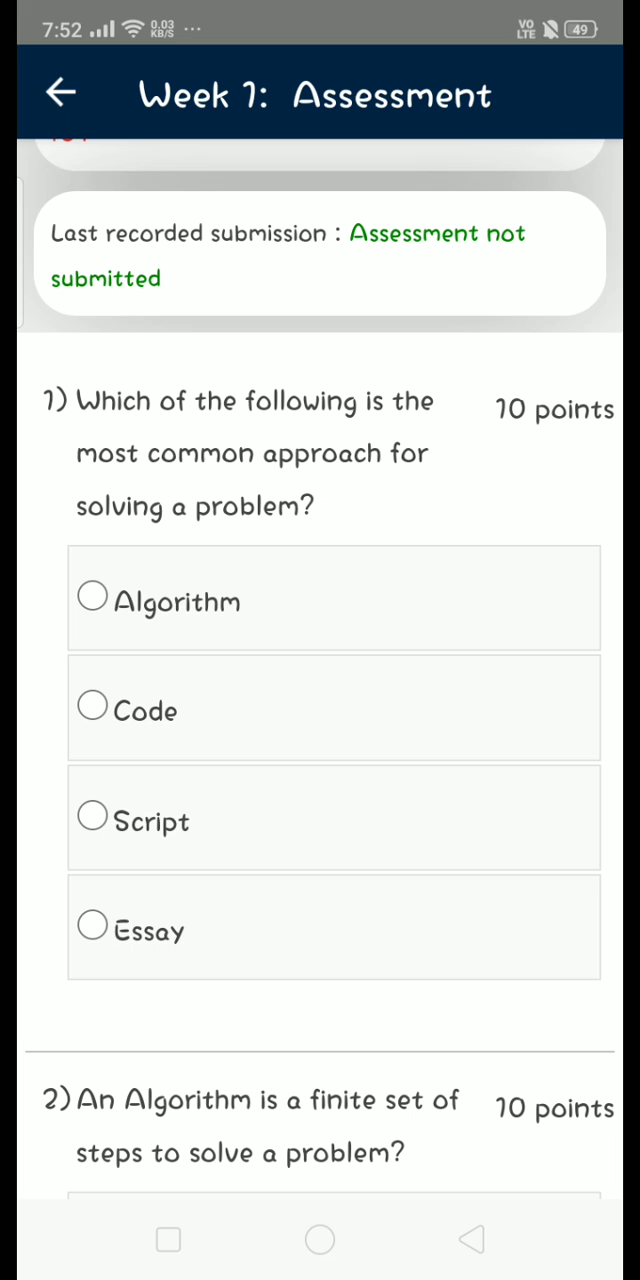 7:52 0.03 KB/S ... VO LTE 49
Week 1: Assessment
Last recorded submission : Assessment not
submitted
1) Which of the following is the
most common approach for
solving a problem?
10 points
Algorithm
Code
Script
Essay
2) An Algorithm is a finite set of
steps to solve a problem?
10 points